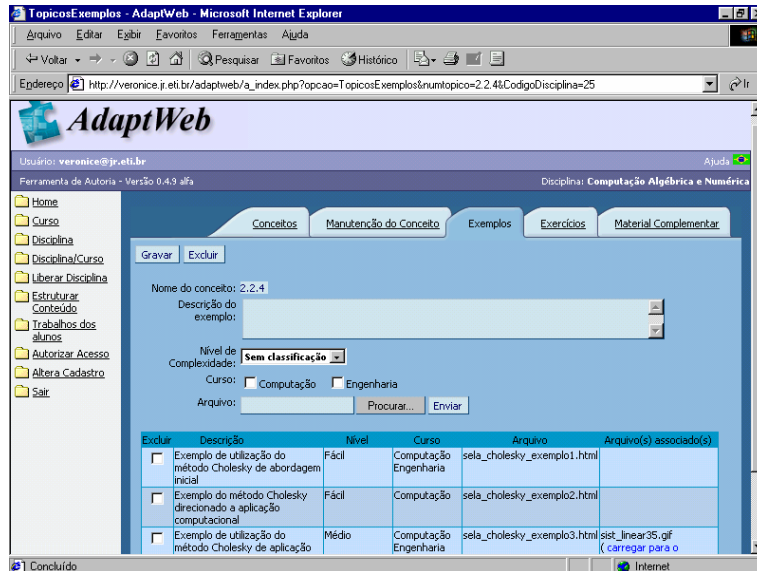 TopicosExemplos - AdaptWeb - Microsoft Internet Explorer
Arquivo Editar Exibir Favoritos Ferramentas Ajuda
Voltar Pesquisar Favoritos Histórico
Endereço http://veronice.jr.eti.br/adaptweb/a_index.php?opcao=TopicosExemplos&numtopico=2.2.4&CodigoDisciplina=25 Ir
AdaptWeb
Usuário: veronice@jr.eti.br Ajuda
Ferramenta de Autoria - Versão 0.4.9 alfa Disciplina: Computação Algébrica e Numérica
Home
Curso
Disciplina
Disciplina/Curso
Liberar Disciplina
Estruturar
Conteúdo
Trabalhos dos
alunos
Autorizar Acesso
Altera Cadastro
Sair
Conceitos Manutenção do Conceito Exemplos Exercícios Material Complementar
Gravar Excluir
Nome do conceito: 2.2.4
Descrição do
exemplo:
Nível de
Complexidade: Sem classificação
Curso: Computação Engenharia
Arquivo: Procurar... Enviar
Excluir Descrição Nível Curso Arquivo Arquivo(s) associado(s)
Exemplo de utilização do Fácil Computação sela_cholesky_exemplo1.html
método Cholesky de abordagem Engenharia
inicial
Exemplo do método Cholesky Fácil Computação sela_cholesky_exemplo2.html
direcionado a aplicação
computacional
Exemplo de utilização do Médio Computação sela_cholesky_exemplo3.html sist_linear35.gif
método Cholesky de aplicação Engenharia ( carregar para o
Concluído Internet